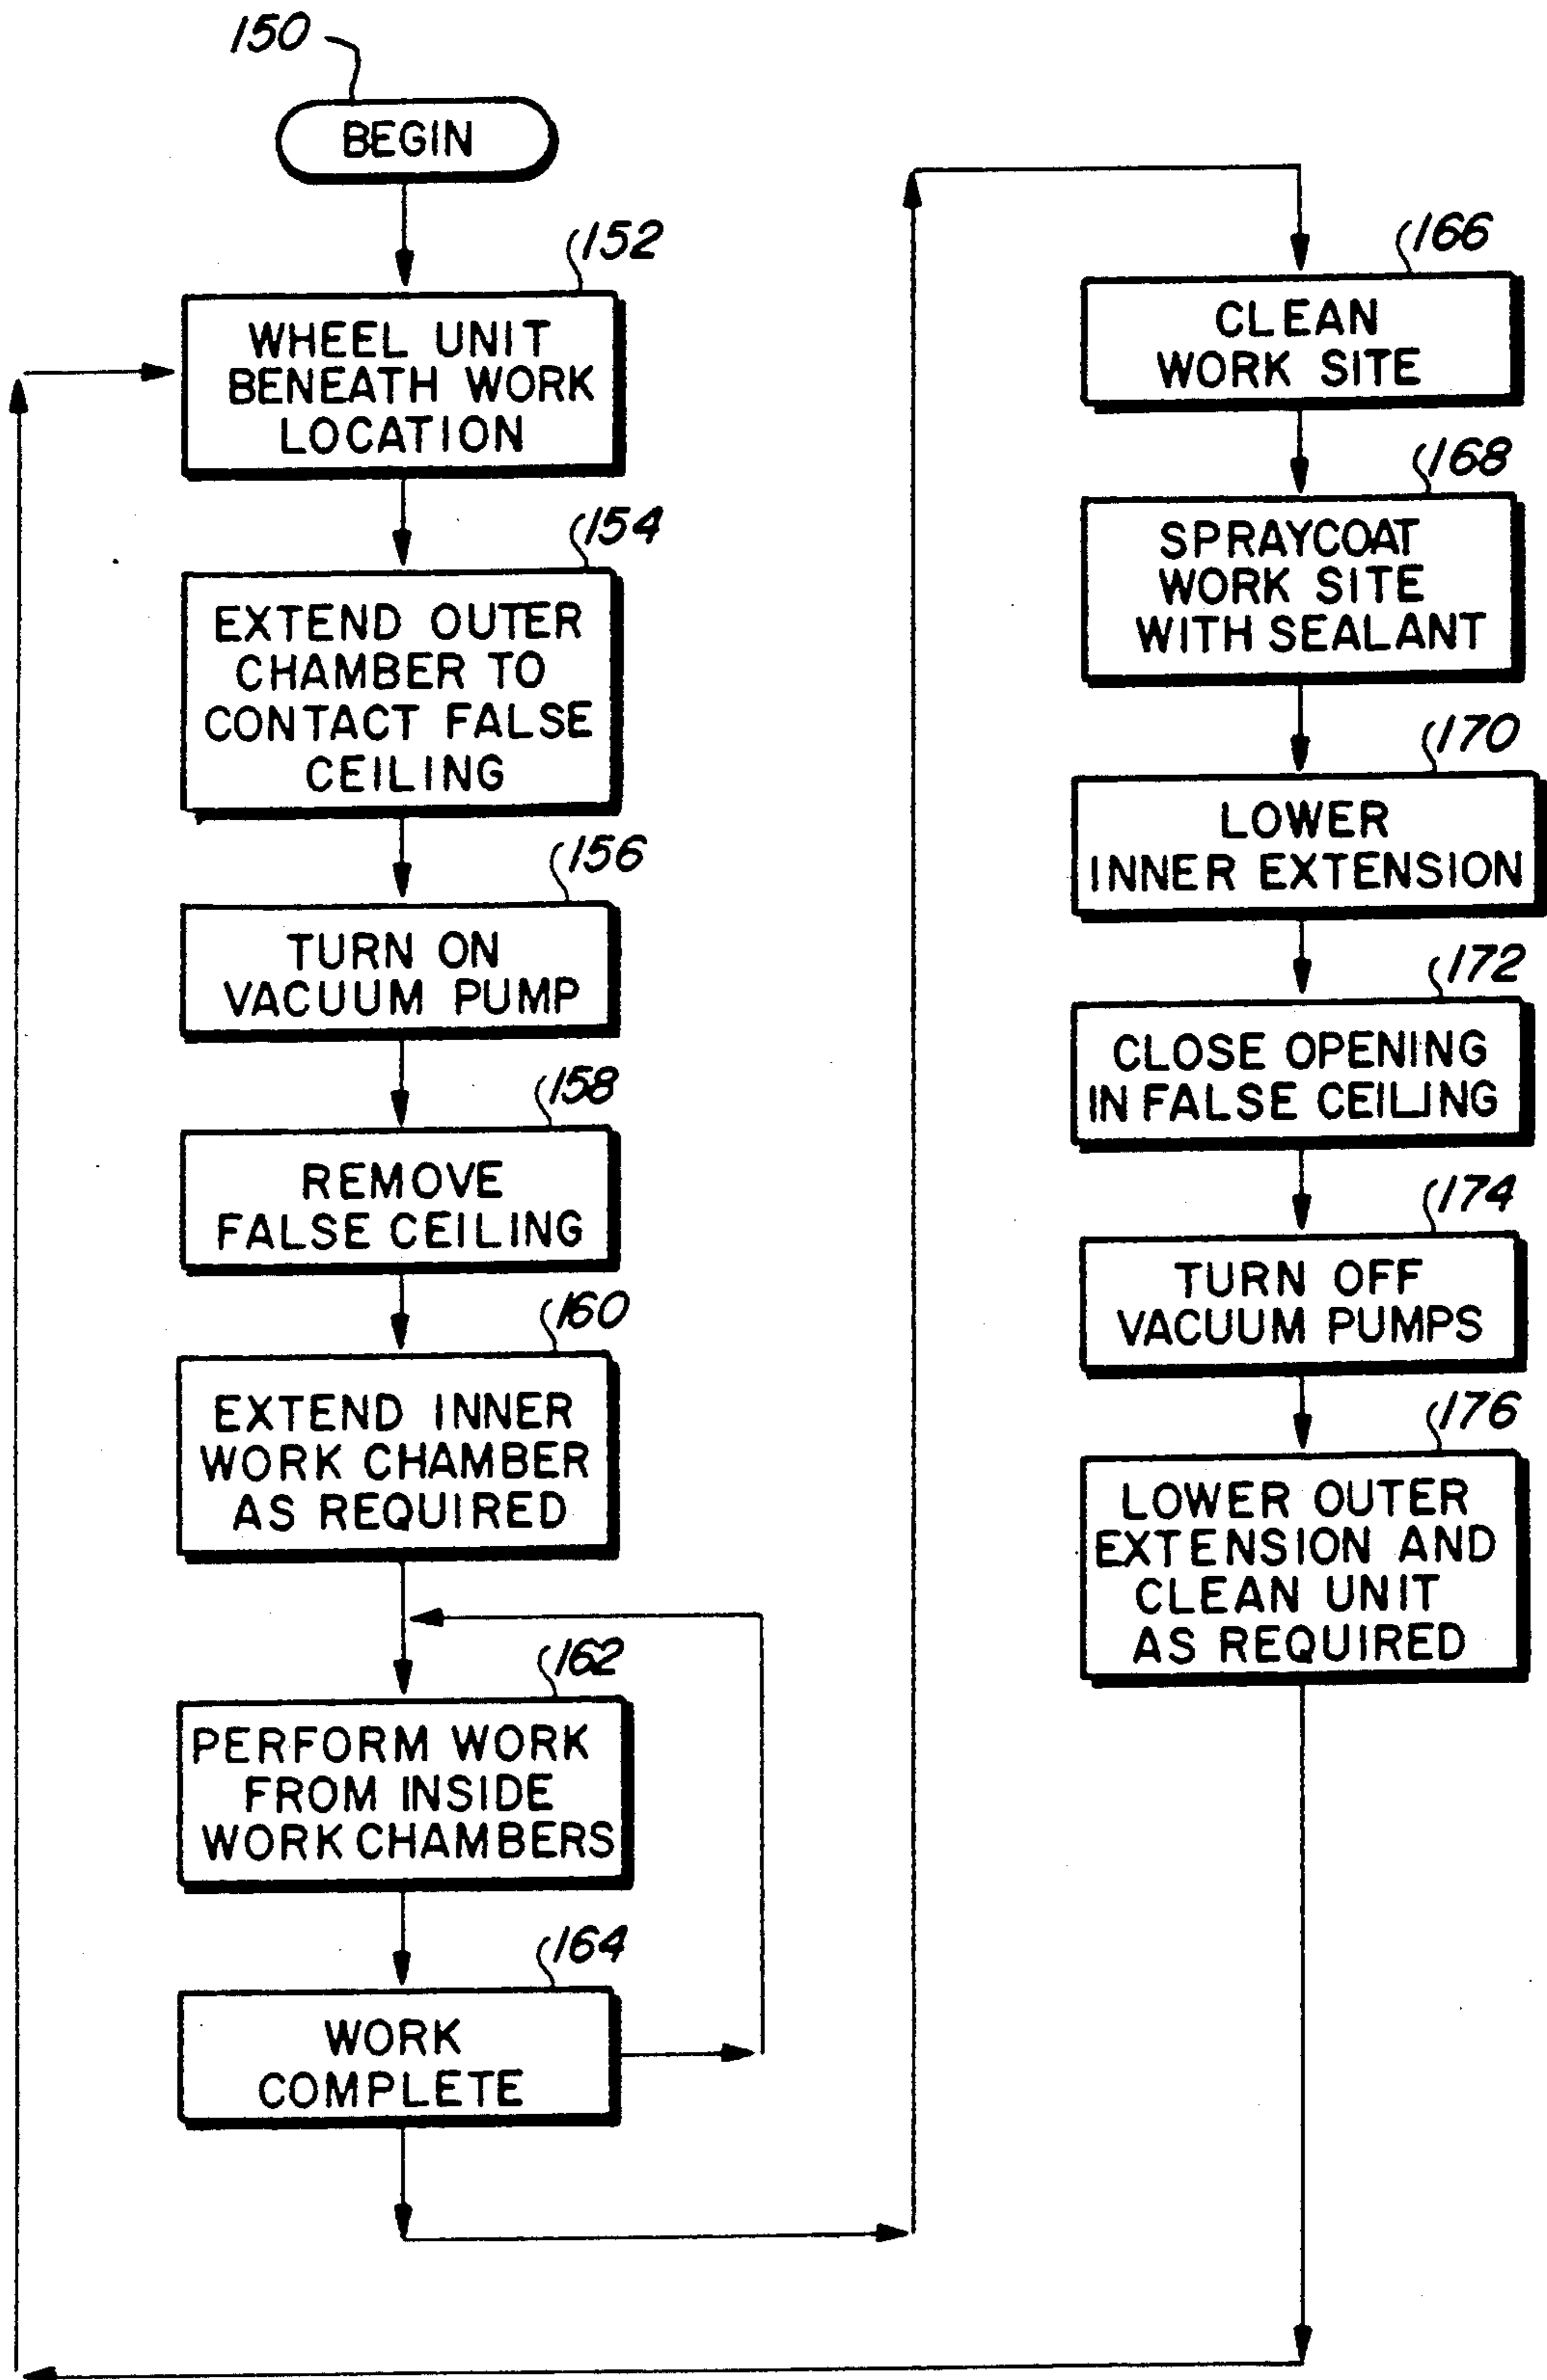 150
BEGIN
152
WHEEL UNIT
BENEATH WORK
LOCATION
154
EXTEND OUTER
CHAMBER TO
CONTACT FALSE
CEILING
156
TURN ON
VACUUM PUMP
158
REMOVE
FALSE CEILING
160
EXTEND INNER
WORK CHAMBER
AS REQUIRED
162
PERFORM WORK
FROM INSIDE
WORK CHAMBERS
164
WORK
COMPLETE
166
CLEAN
WORK SITE
168
SPRAYCOAT
WORK SITE
WITH SEALANT
170
LOWER
INNER EXTENSION
172
CLOSE OPENING
IN FALSE CEILING
174
TURN OFF
VACUUM PUMPS
176
LOWER OUTER
EXTENSION AND
CLEAN UNIT
AS REQUIRED